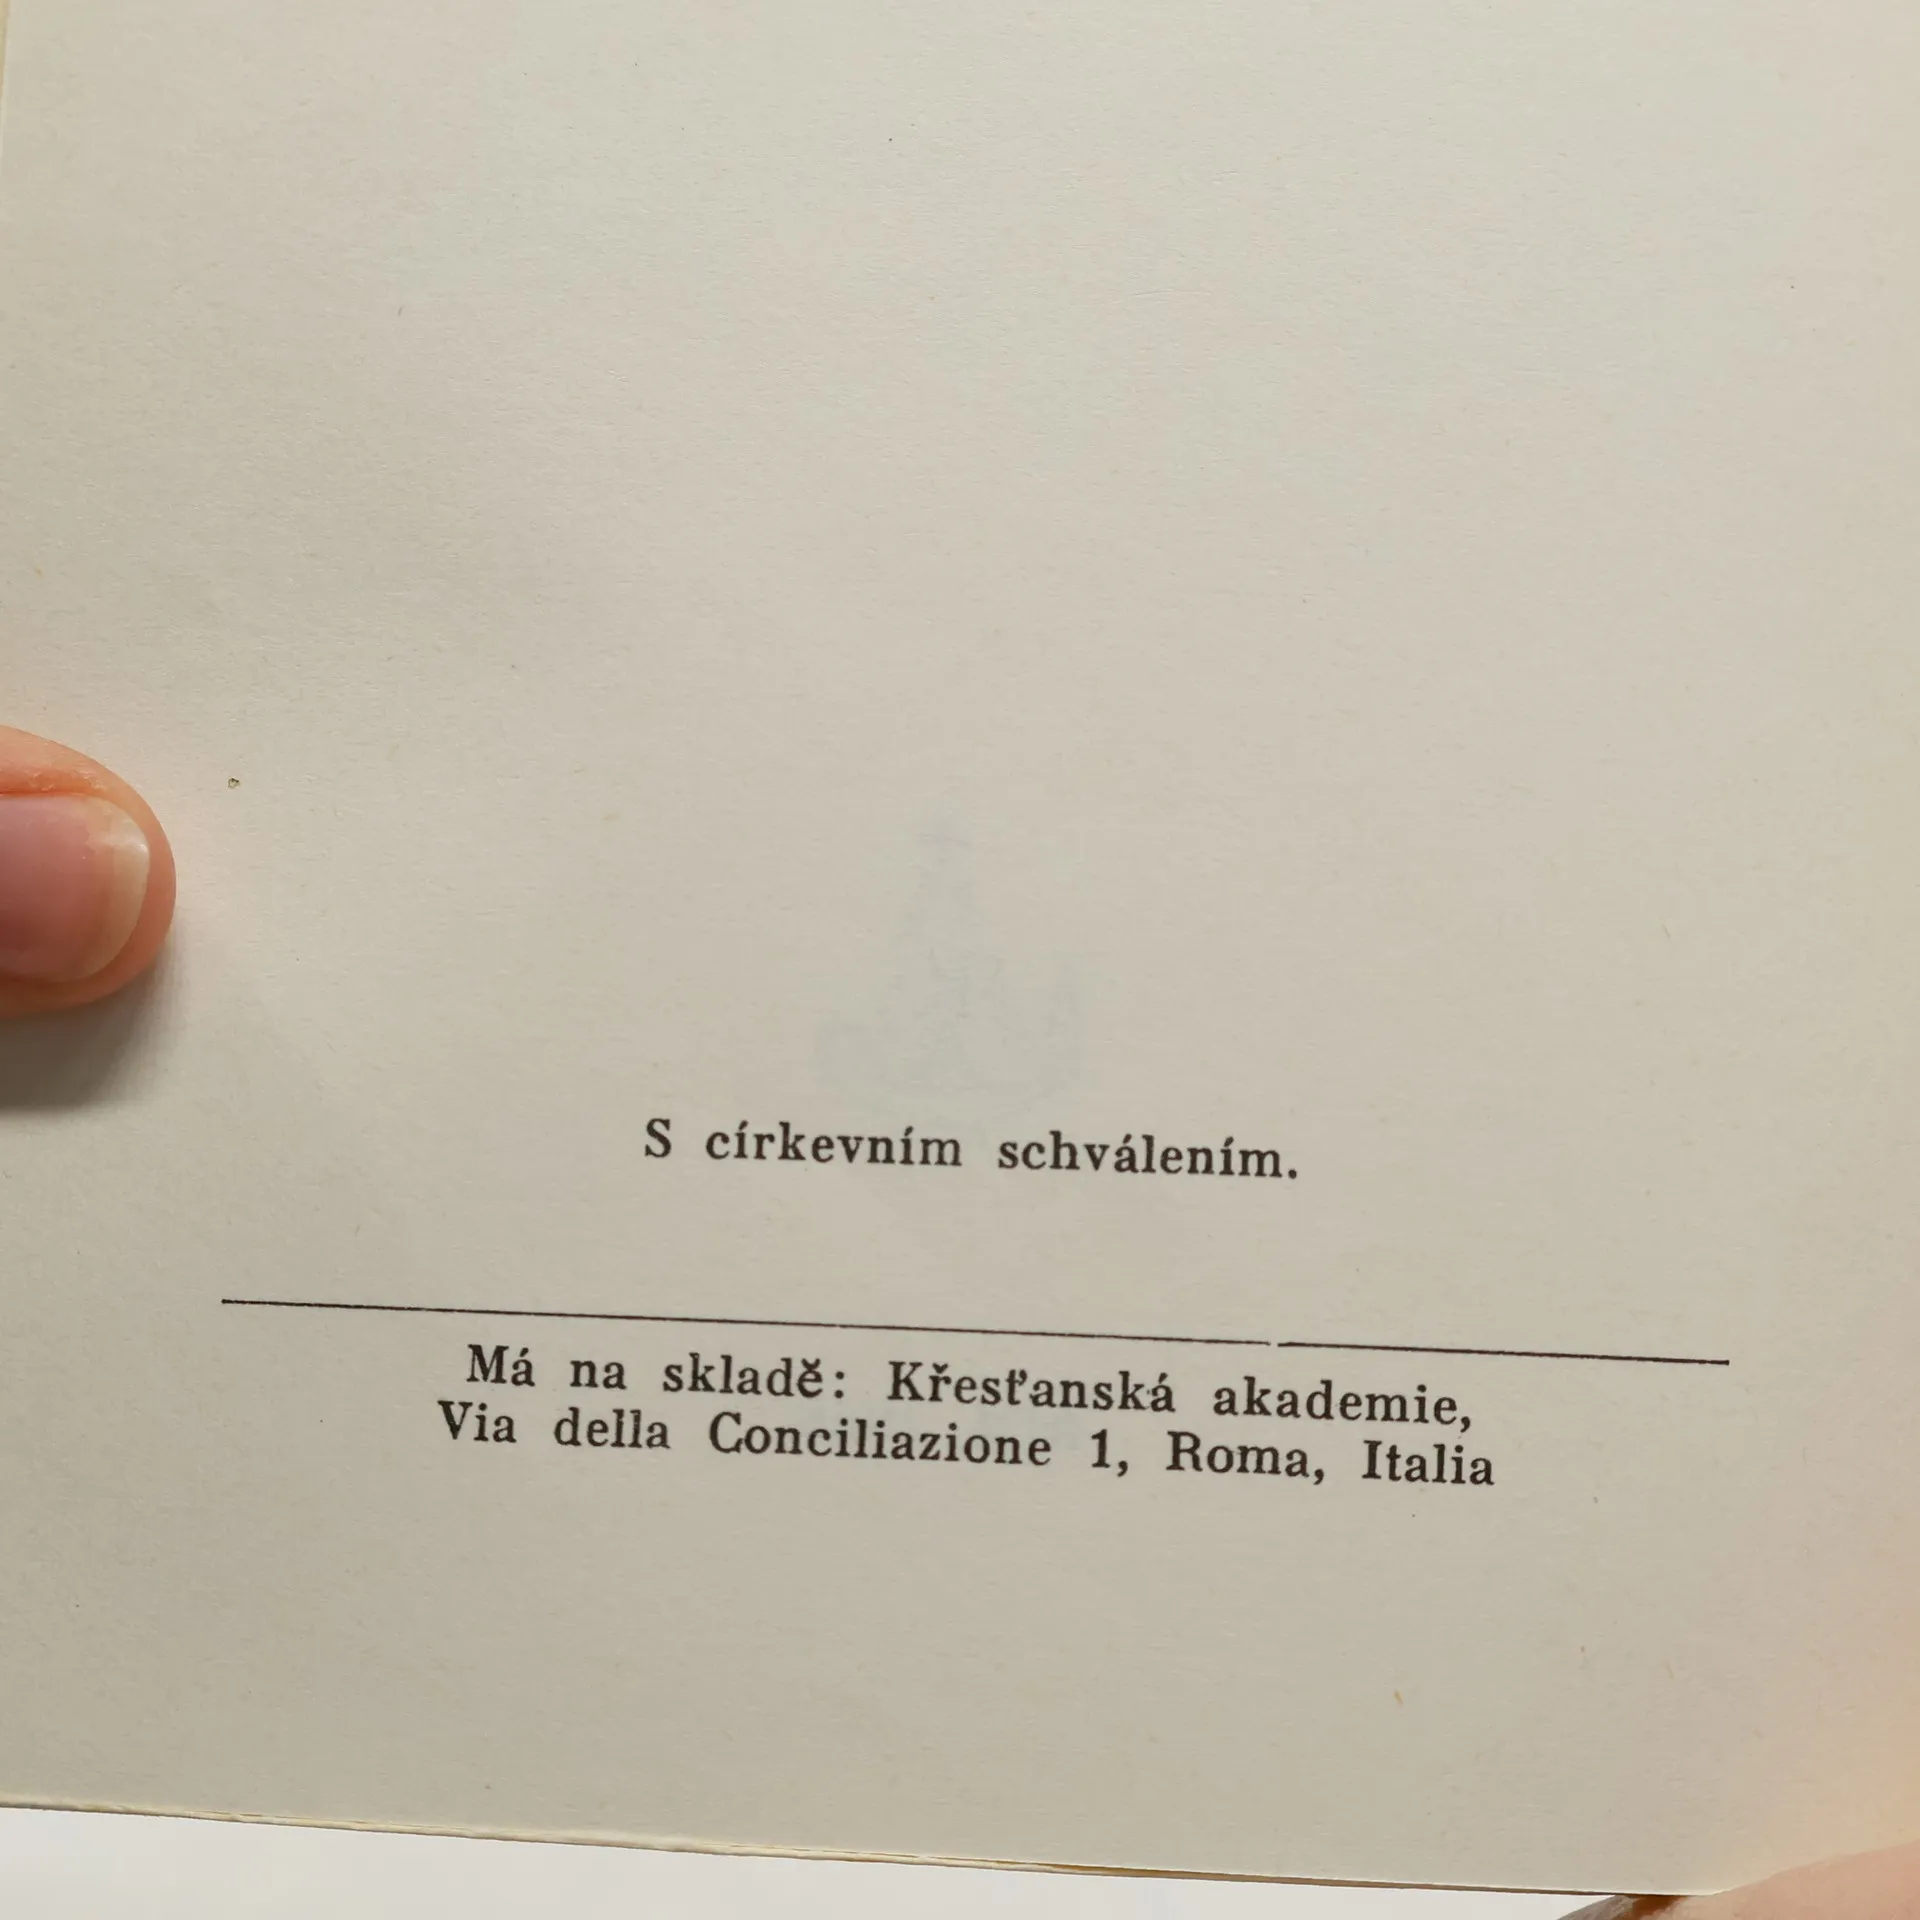 S církevním schválením.
Má na skladě: Křesťanská akademie,
Via della Conciliazione 1, Roma, Italia